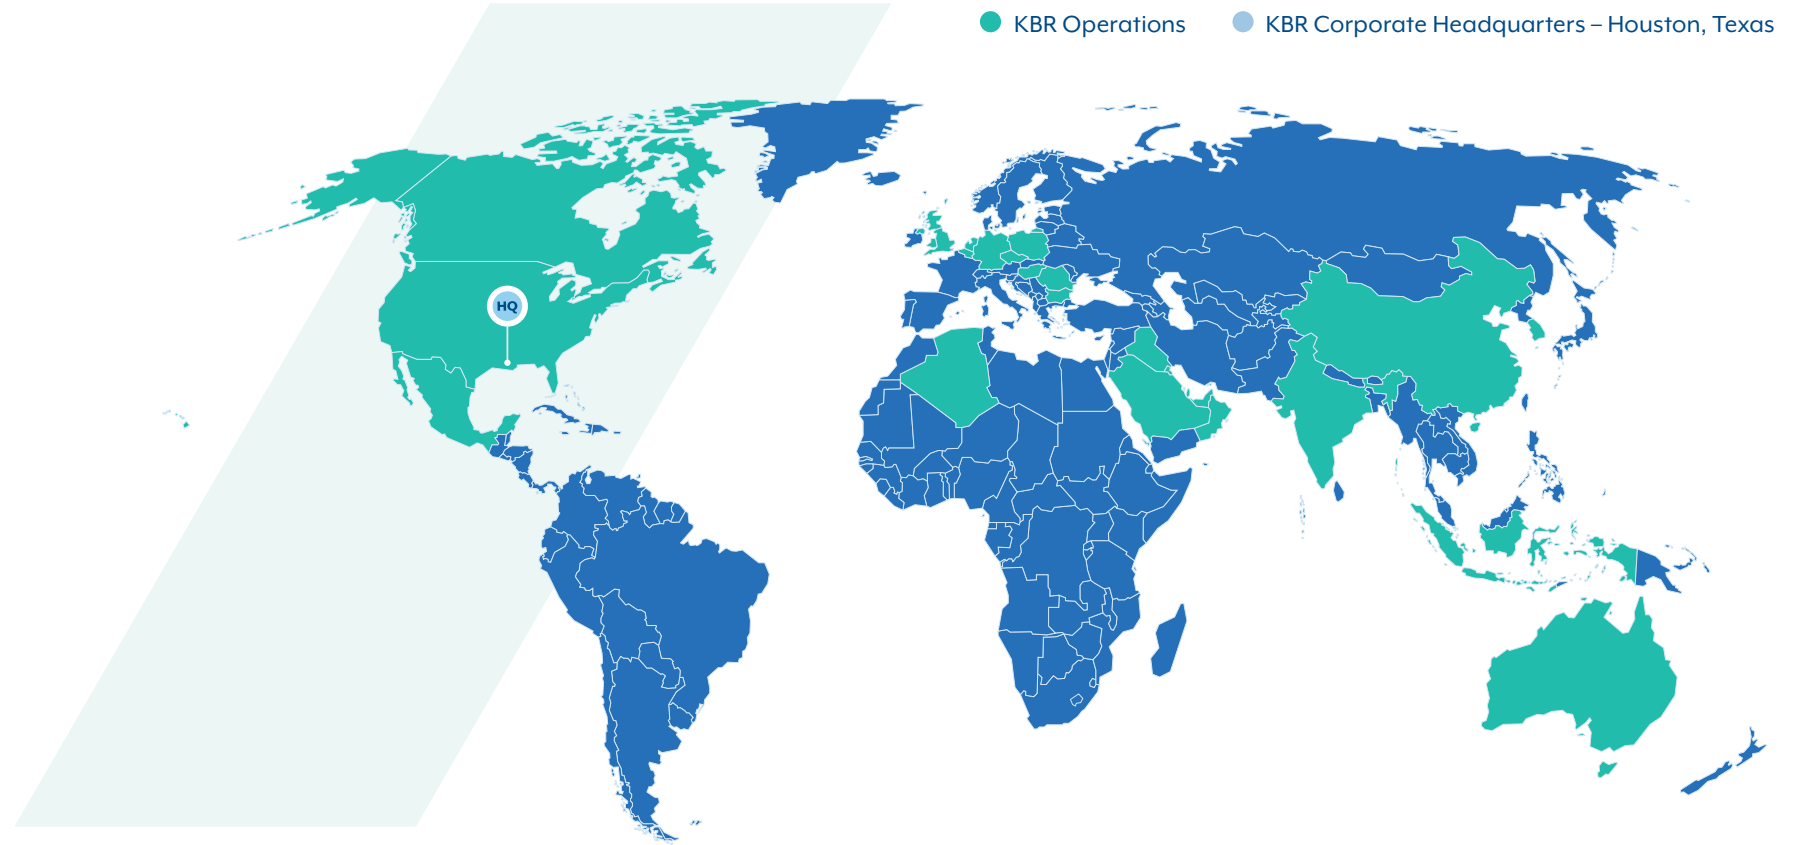 KBR Operations
KBR Corporate Headquarters – Houston, Texas
HQ